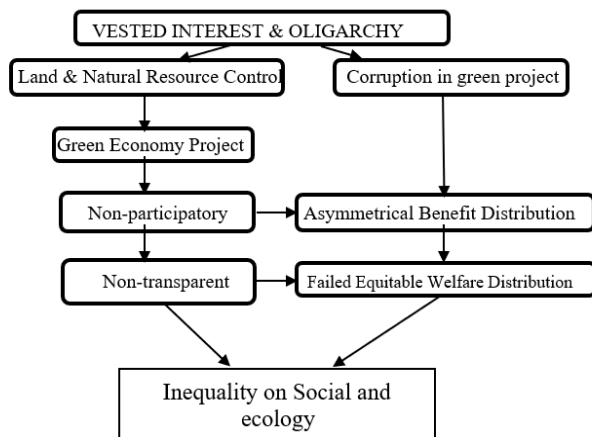 VESTED INTEREST & OLIGARCHY
Land & Natural Resource Control
Corruption in green project
Green Economy Project
Non-participatory
Asymmetrical Benefit Distribution
Non-transparent
Failed Equitable Welfare Distribution
Inequality on Social and
ecology